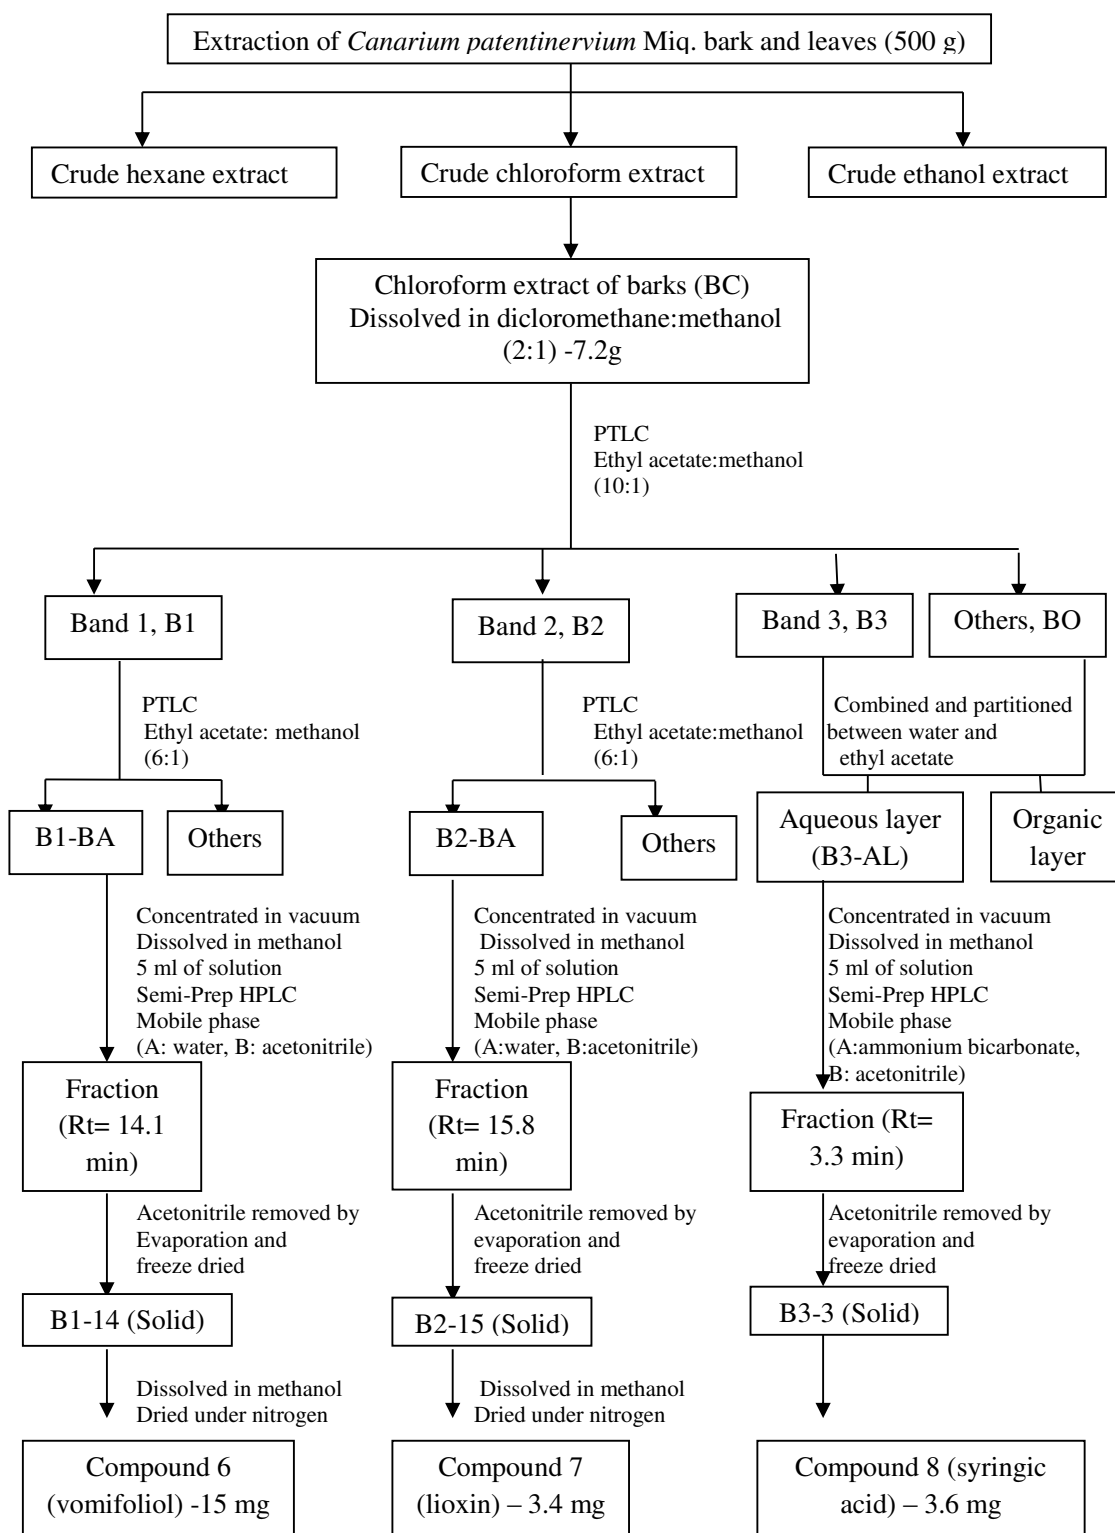 Extraction of Canarium patentinervium Miq. bark and leaves (500 g)
Crude hexane extract
Crude chloroform extract
Crude ethanol extract
Chloroform extract of barks (BC)
Dissolved in dicloromethane:methanol
(2:1) -7.2g
PTLC
Ethyl acetate:methanol
(10:1)
Band 1, B1
Band 2, B2
Band 3, B3
Others, BO
PTLC
Ethyl acetate: methanol
(6:1)
PTLC
Ethyl acetate:methanol
(6:1)
Combined and partitioned
between water and
ethyl acetate
B1-BA
Others
B2-BA
Others
Aqueous layer
(B3-AL)
Organic
layer
Concentrated in vacuum
Dissolved in methanol
5 ml of solution
Semi-Prep HPLC
Mobile phase
(A: water, B: acetonitrile)
Concentrated in vacuum
Dissolved in methanol
5 ml of solution
Semi-Prep HPLC
Mobile phase
(A:water, B:acetonitrile)
Concentrated in vacuum
Dissolved in methanol
5 ml of solution
Semi-Prep HPLC
Mobile phase
(A:ammonium bicarbonate,
B: acetonitrile)
Fraction
(Rt= 14.1
min)
Fraction
(Rt= 15.8
min)
Fraction (Rt=
3.3 min)
Acetonitrile removed by
Evaporation and
freeze dried
Acetonitrile removed by
evaporation and
freeze dried
Acetonitrile removed by
evaporation and
freeze dried
B1-14 (Solid)
B2-15 (Solid)
B3-3 (Solid)
Dissolved in methanol
Dried under nitrogen
Dissolved in methanol
Dried under nitrogen
Compound 6
(vomifoliol) -15 mg
Compound 7
(lioxin) – 3.4 mg
Compound 8 (syringic
acid) – 3.6 mg